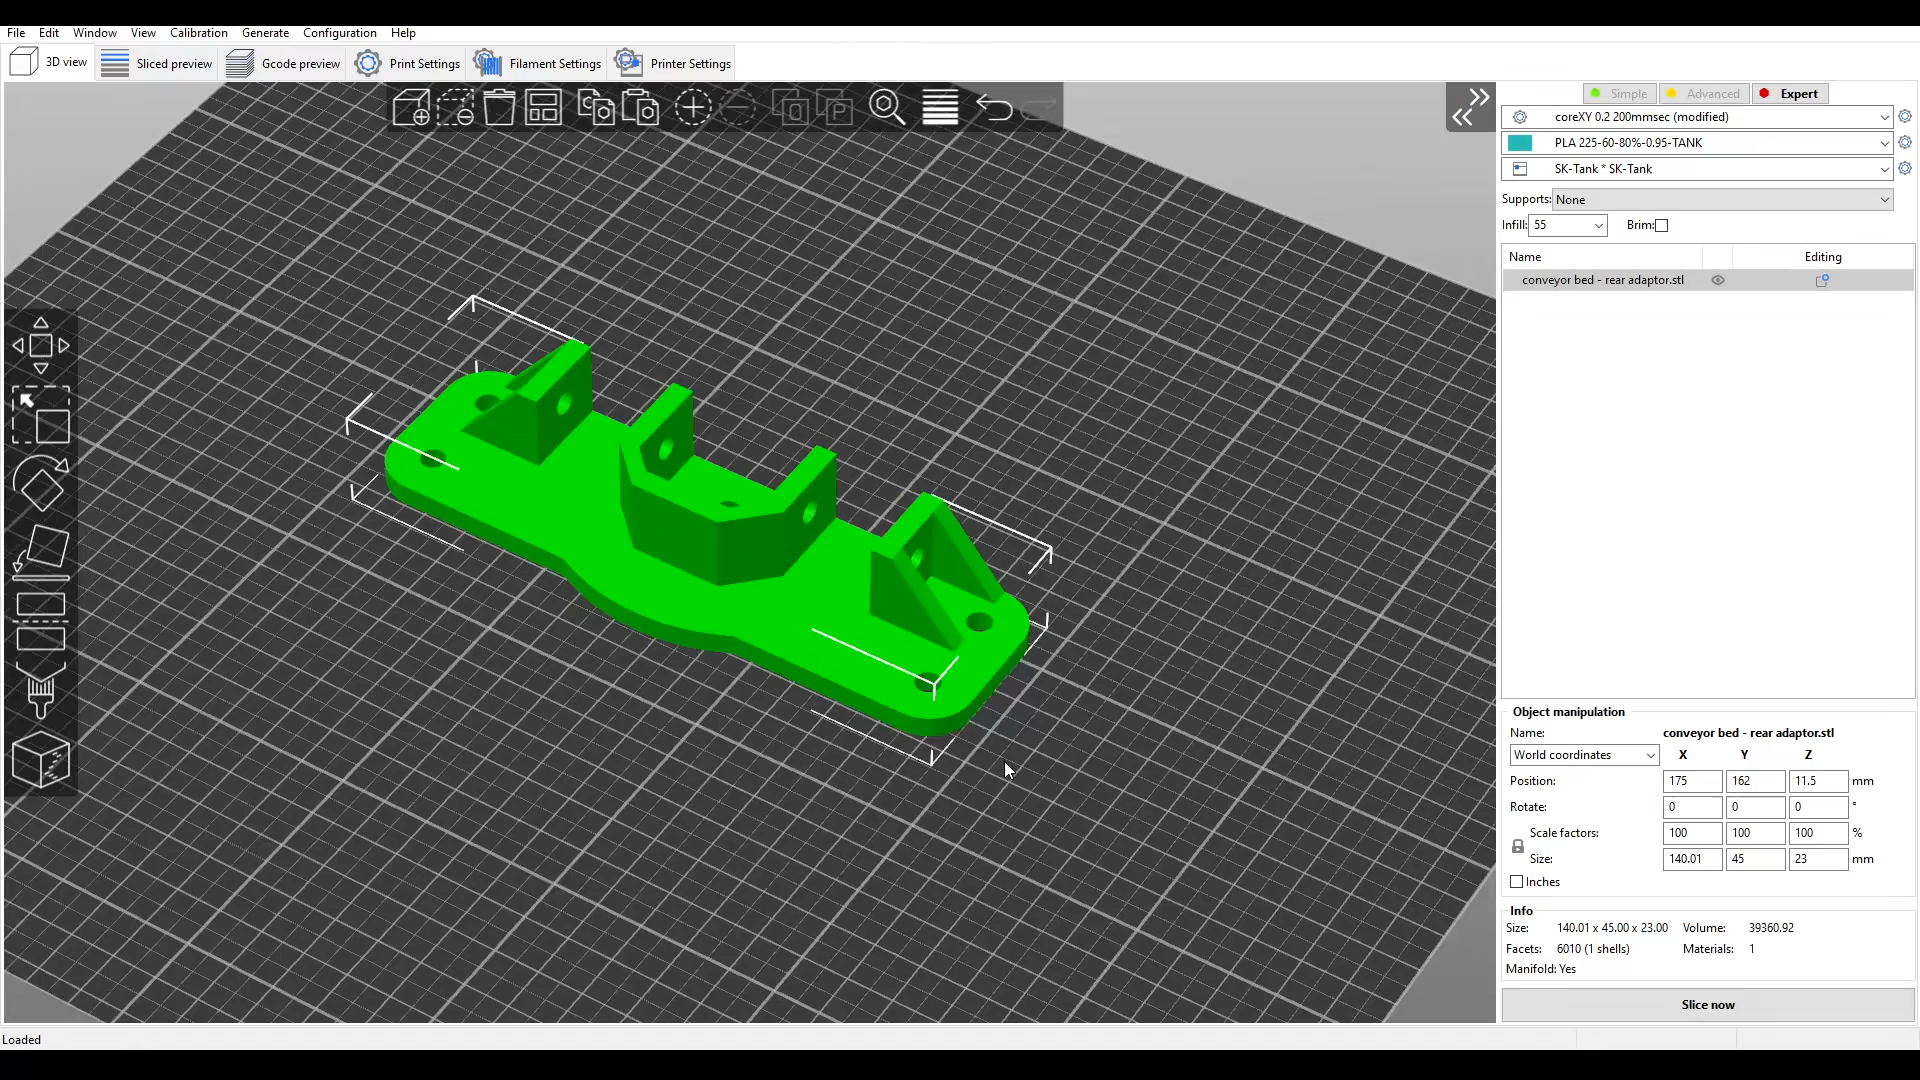 File Edit Window View Calibration Generate Configuration Help
3D view Sliced preview Gcode preview Print Settings Filament Settings Printer Settings
Simple Advanced Expert
coreXY 0.2 200mmsec (modified)
PLA 225-60-80%-0.95-TANK
SK-Tank * SK-Tank
Supports: None
Infill: 55 Brim:
Name Editing
conveyor bed - rear adaptor.stl
Object manipulation
Name: conveyor bed - rear adaptor.stl
World coordinates X Y Z
Position: 175 162 11.5 mm
Rotate: 0 0 0 °
Scale factors: 100 100 100 %
Size: 140.01 45 23 mm
Inches
Info
Size: 140.01 x 45.00 x 23.00 Volume: 39360.92
Facets: 6010 (1 shells) Materials: 1
Manifold: Yes
Slice now
Loaded